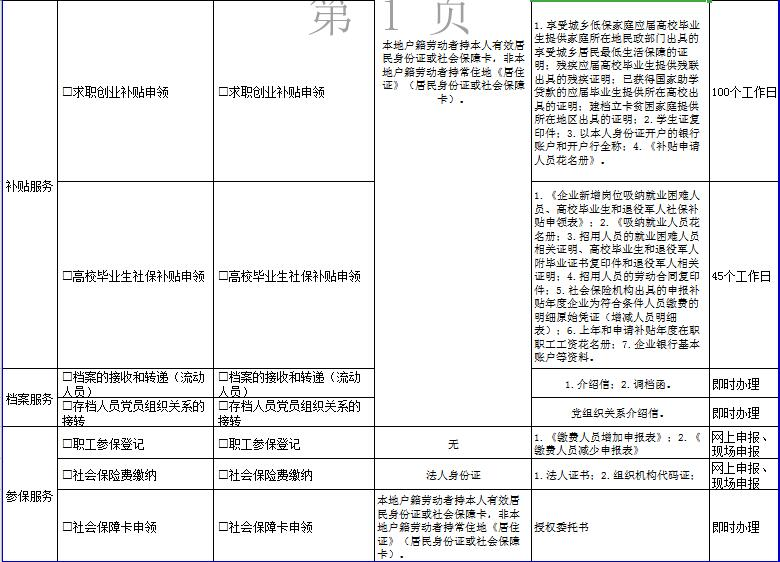 第 1 页
补贴服务
□求职创业补贴申领
□求职创业补贴申领
本地户籍劳动者持本人有效居
民身份证或社会保障卡，非本
地户籍劳动者持常住地《居住
证》（居民身份证或社会保障
卡）。
1.享受城乡低保家庭应届高校毕业
生提供家庭所在地民政部门出具的
享受城乡居民最低生活保障的证
明；残疾应届高校毕业生提供残联
出具的残疾证明；已获得国家助学
贷款的应届毕业生提供所在高校出
具的证明；建档立卡贫困家庭提供
所在地区出具的证明；2.学生证复
印件；3.以本人身份证开户的银行
账户和开户行全称；4.《补贴申请
人员花名册》。
100个工作日
□高校毕业生社保补贴申领
□高校毕业生社保补贴申领
1.《企业新增岗位吸纳就业困难人
员、高校毕业生和退役军人社保补
贴申领表》；2.《吸纳就业人员花
名册；3.招用人员的就业困难人员
相关证明、高校毕业生和退役军人
附毕业证书复印件和退役军人相关
证明；4.招用人员的劳动合同复印
件；5.社会保险机构出具的申报补
贴年度企业为符合条件人员缴费的
明细原始凭证（增减人员明细
表）；6.上年和申请补贴年度在职
职工工资花名册；7.企业银行基本
账户等资料。
45个工作日
档案服务
□档案的接收和转递（流动
人员）
□档案的接收和转递（流动
人员）
1.介绍信；2.调档函。
即时办理
□存档人员党员组织关系的
接转
□存档人员党员组织关系的
接转
党组织关系介绍信。
即时办理
参保服务
□职工参保登记
□职工参保登记
无
1.《缴费人员增加申报表》；2.《
缴费人员减少申报表》
网上申报、
现场申报
□社会保险费缴纳
□社会保险费缴纳
法人身份证
1.法人证书；2.组织机构代码证；
网上申报、
现场申报
□社会保障卡申领
□社会保障卡申领
本地户籍劳动者持本人有效居
民身份证或社会保障卡，非本
地户籍劳动者持常住地《居住
证》（居民身份证或社会保障
卡）。
授权委托书
即时办理